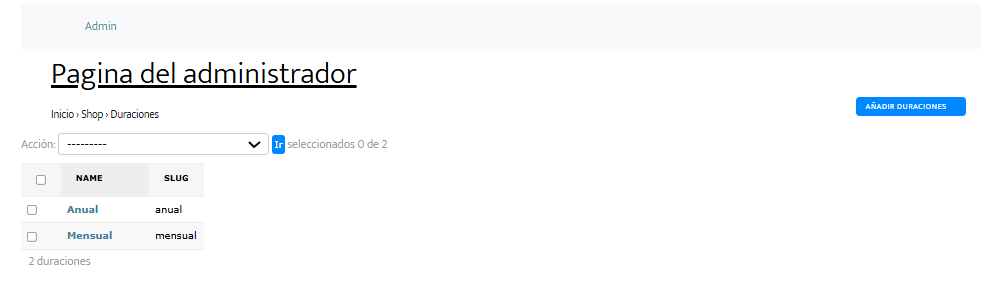 Admin
Pagina del administrador
Inicio › Shop › Duraciones
AÑADIR DURACIONES
Acción: --------- Ir seleccionados 0 de 2
NAME SLUG
Anual anual
Mensual mensual
2 duraciones